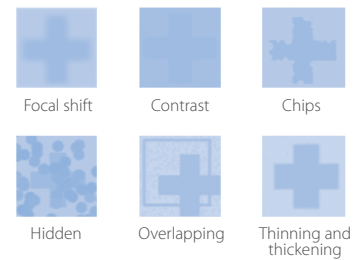 Focal shift
Contrast
Chips
Hidden
Overlapping
Thinning and
thickening